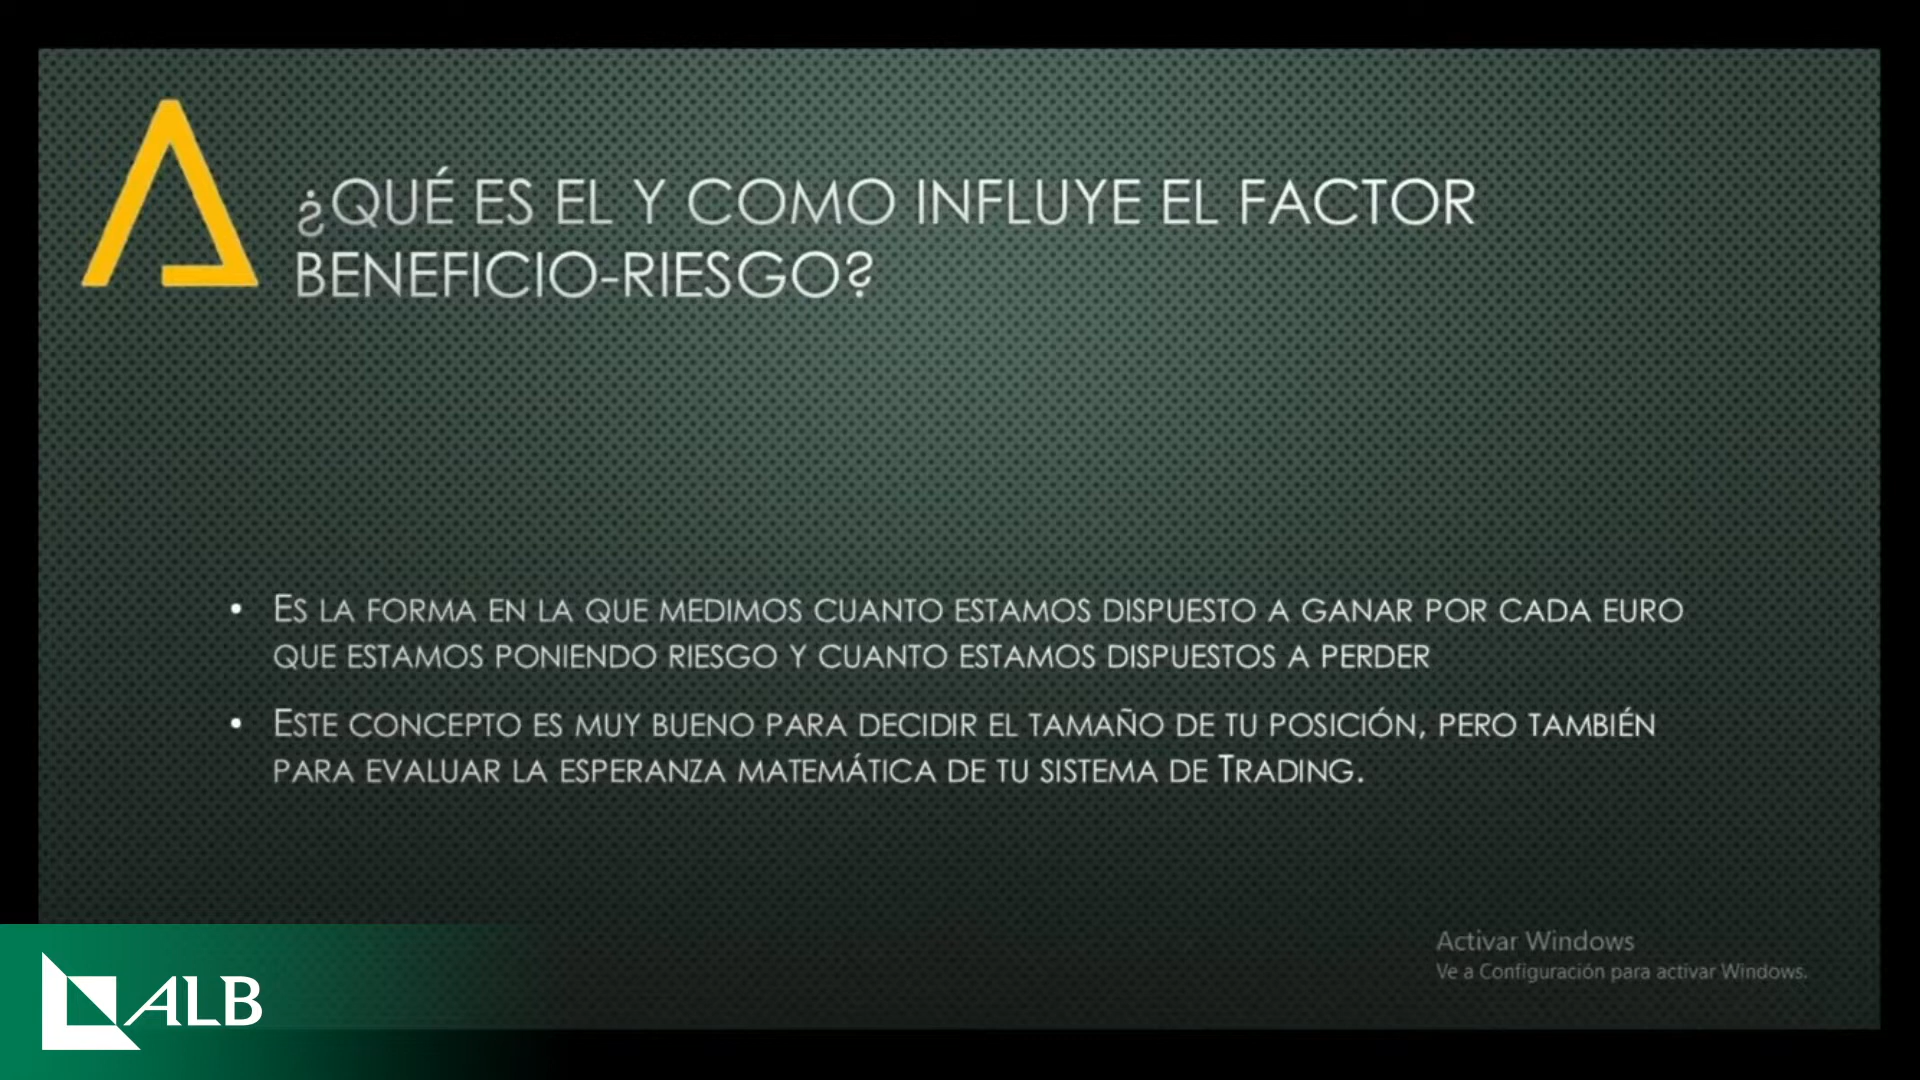 ¿QUÉ ES EL Y COMO INFLUYE EL FACTOR
BENEFICIO-RIESGO?
• ES LA FORMA EN LA QUE MEDIMOS CUANTO ESTAMOS DISPUESTO A GANAR POR CADA EURO
QUE ESTAMOS PONIENDO RIESGO Y CUANTO ESTAMOS DISPUESTOS A PERDER
• ESTE CONCEPTO ES MUY BUENO PARA DECIDIR EL TAMAÑO DE TU POSICIÓN, PERO TAMBIÉN
PARA EVALUAR LA ESPERANZA MATEMÁTICA DE TU SISTEMA DE TRADING.
Activar Windows
Ve a Configuración para activar Windows.
ALB